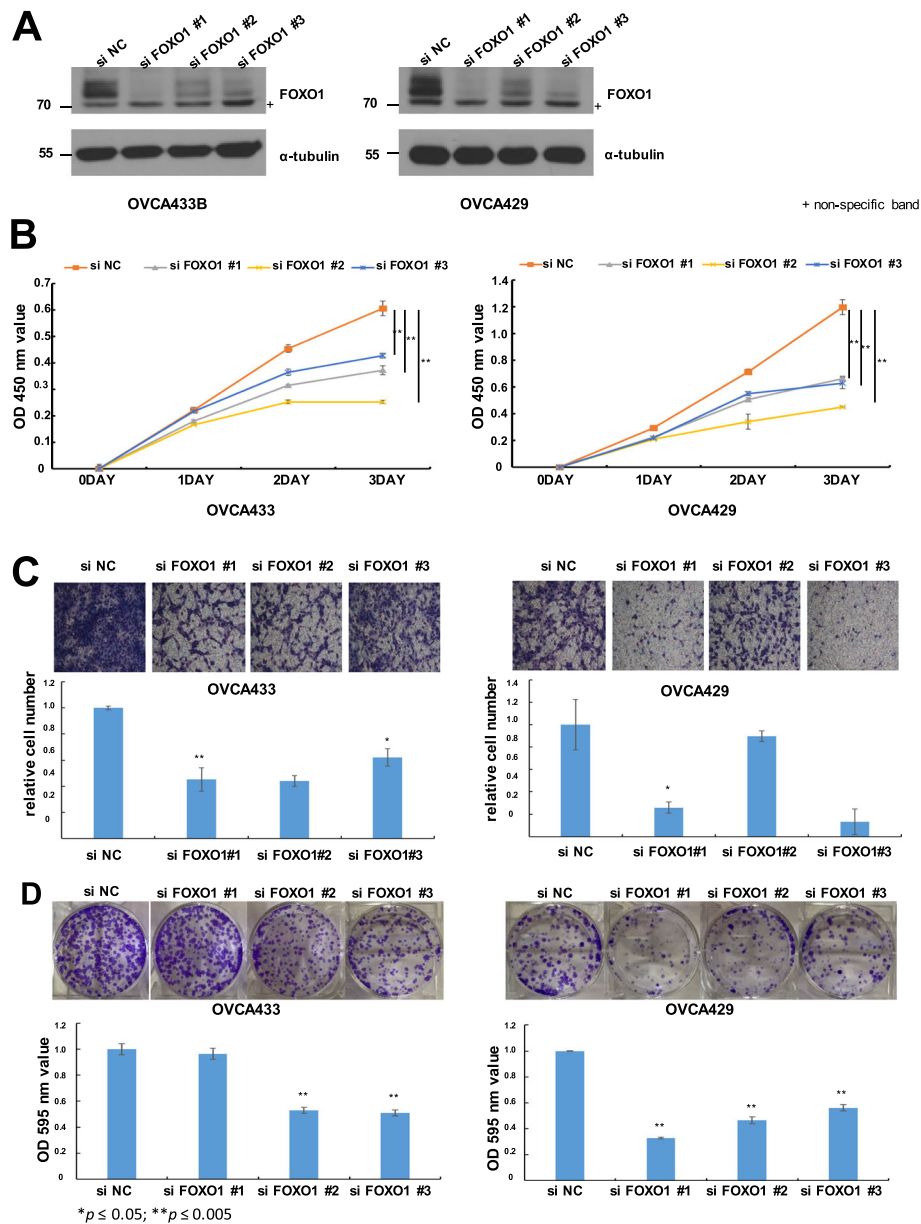 A
si NC si FOXO1 #1 si FOXO1 #2 si FOXO1 #3
70
FOXO1
+
55
α-tubulin
OVCA433B
si NC si FOXO1 #1 si FOXO1 #2 si FOXO1 #3
70
FOXO1
+
55
α-tubulin
OVCA429
+ non-specific band
B
si NC si FOXO1 #1 si FOXO1 #2 si FOXO1 #3
OD 450 nm value
0.7
0.6
0.5
0.4
0.3
0.2
0.1
0
** ** **
0DAY 1DAY 2DAY 3DAY
OVCA433
si NC si FOXO1 #1 si FOXO1 #2 si FOXO1 #3
OD 450 nm value
1.4
1.2
1.0
0.8
0.6
0.4
0.2
0
** ** **
0DAY 1DAY 2DAY 3DAY
OVCA429
C
si NC si FOXO1 #1 si FOXO1 #2 si FOXO1 #3
OVCA433
relative cell number
1.2
1.0
0.8
0.6
0.4
0.2
0
** *
si NC si FOXO1#1 si FOXO1#2 si FOXO1#3
si NC si FOXO1 #1 si FOXO1 #2 si FOXO1 #3
OVCA429
relative cell number
1.4
1.2
1.0
0.8
0.4
0.2
0
*
si NC si FOXO1#1 si FOXO1#2 si FOXO1#3
D
si NC si FOXO1 #1 si FOXO1 #2 si FOXO1 #3
OVCA433
OD 595 nm value
1.2
1.0
0.8
0.6
0.4
0.2
0
** **
si NC si FOXO1 #1 si FOXO1 #2 si FOXO1 #3
si NC si FOXO1 #1 si FOXO1 #2 si FOXO1 #3
OVCA429
OD 595 nm value
1.2
1.0
0.8
0.6
0.4
0.2
0
** ** **
si NC si FOXO1 #1 si FOXO1 #2 si FOXO1 #3
*p ≤ 0.05; **p ≤ 0.005